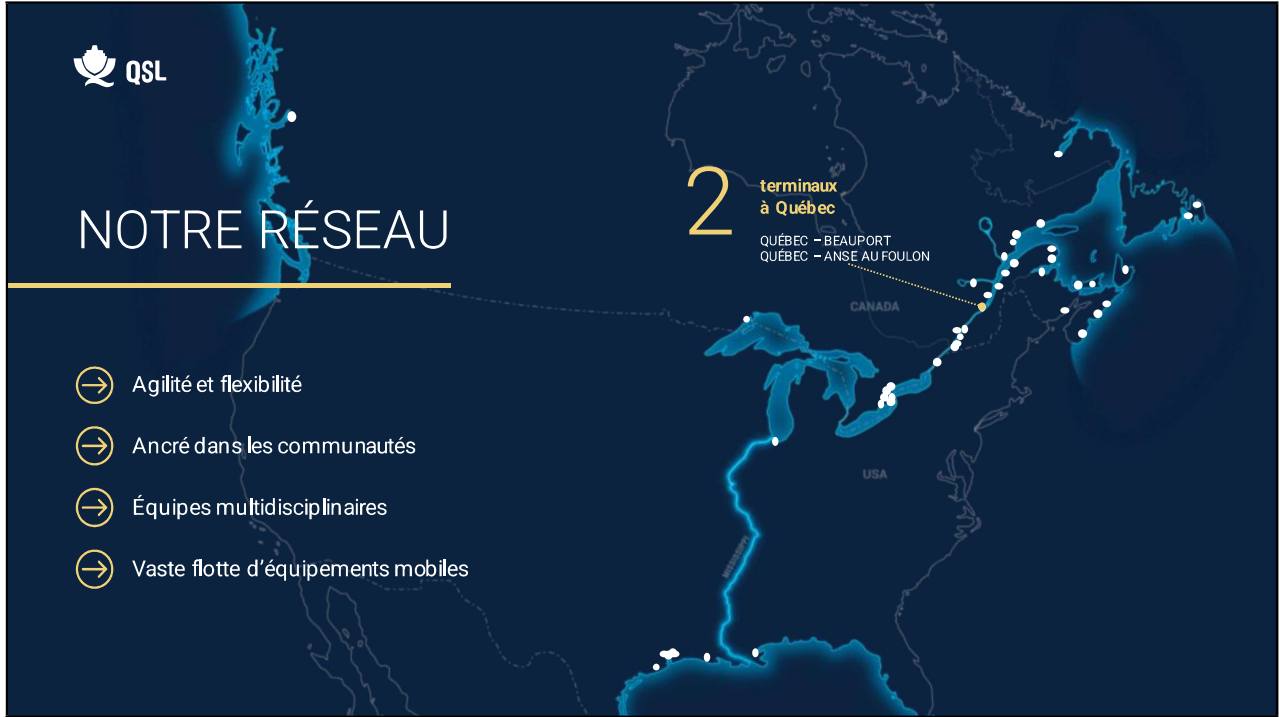 QSL
NOTRE RÉSEAU
Agilité et flexibilité
Ancré dans les communautés
Équipes multidisciplinaires
Vaste flotte d'équipements mobiles
2
terminaux
à Québec
QUÉBEC – BEAUPORT
QUÉBEC – ANSE AU FOULON
CANADA
USA
MISSISSIPPI